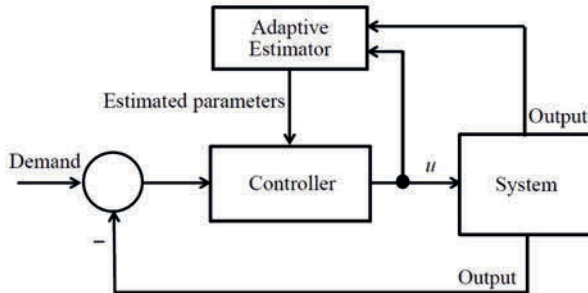 Adaptive
Estimator
Estimated parameters
Output
Demand
Controller
u
System
−
Output